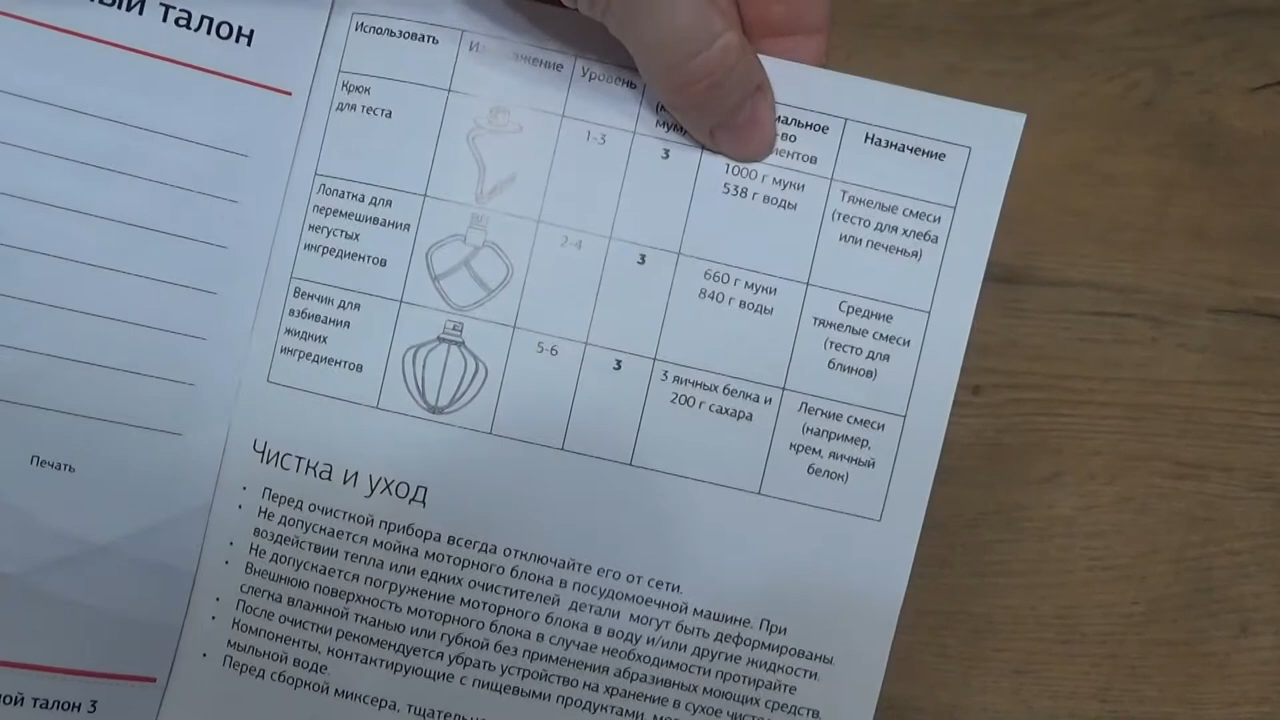 талон
Печать
талон 3
Использовать
Уровень
Назначение
Крюк
для теста
1-3
3
1000 г муки
538 г воды
Тяжелые смеси
(тесто для хлеба
или печенья)
Лопатка для
перемешивания
негустых
ингредиентов
2-4
3
660 г муки
840 г воды
Средние
тяжелые смеси
(тесто для
блинов)
Венчик для
взбивания
жидких
ингредиентов
5-6
3
3 яичных белка и
200 г сахара
Легкие смеси
(например,
крем, яичный
белок)
Чистка и уход
• Перед очисткой прибора всегда отключайте его от сети.
• Не допускается мойка моторного блока в посудомоечной машине. При
воздействии тепла или едких очистителей детали могут быть деформированы.
• Не допускается погружение моторного блока в воду и/или другие жидкости.
• Внешнюю поверхность моторного блока в случае необходимости протирайте
слегка влажной тканью или губкой без применения абразивных моющих средств.
• После очистки рекомендуется убрать устройство на хранение в сухое
• Компоненты, контактирующие с пищевыми продуктами,
мыльной воде.
• Перед сборкой миксера,